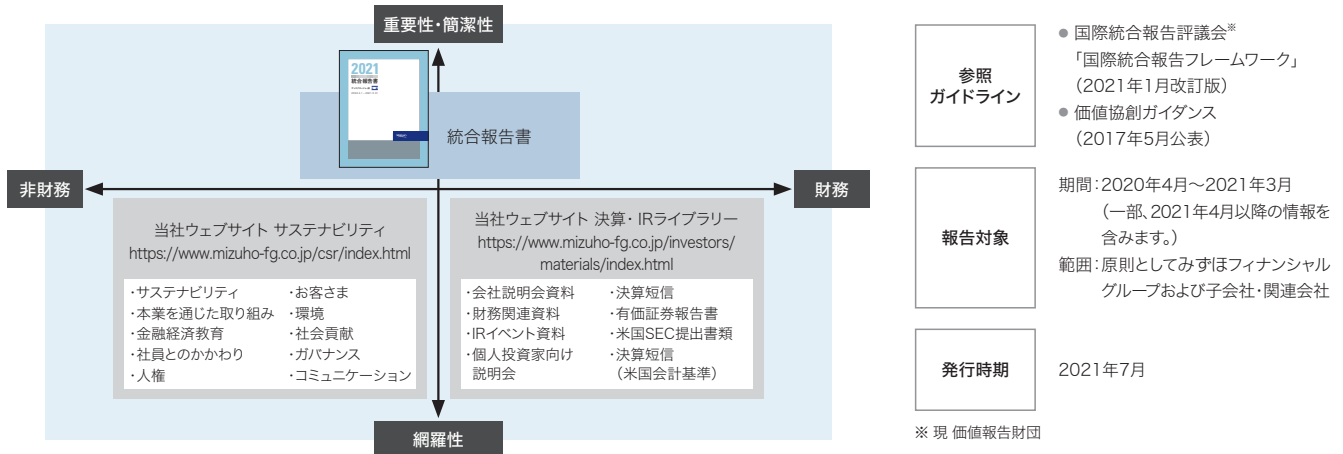 重要性・簡潔性
2021
統合報告書
統合報告書
非財務
財務
当社ウェブサイト サステナビリティ
https://www.mizuho-fg.co.jp/csr/index.html
・サステナビリティ
・本業を通じた取り組み
・金融経済教育
・社員とのかかわり
・人権
・お客さま
・環境
・社会貢献
・ガバナンス
・コミュニケーション
当社ウェブサイト 決算・IRライブラリー
https://www.mizuho-fg.co.jp/investors/
materials/index.html
・会社説明会資料
・財務関連資料
・IRイベント資料
・個人投資家向け
説明会
・決算短信
・有価証券報告書
・米国SEC提出書類
・決算短信
（米国会計基準）
網羅性
参照
ガイドライン
● 国際統合報告評議会※
「国際統合報告フレームワーク」
（2021年1月改訂版）
● 価値協創ガイダンス
（2017年5月公表）
報告対象
期間：2020年4月～2021年3月
（一部、2021年4月以降の情報を
含みます。）
範囲：原則としてみずほフィナンシャル
グループおよび子会社・関連会社
発行時期
2021年7月
※ 現 価値報告財団